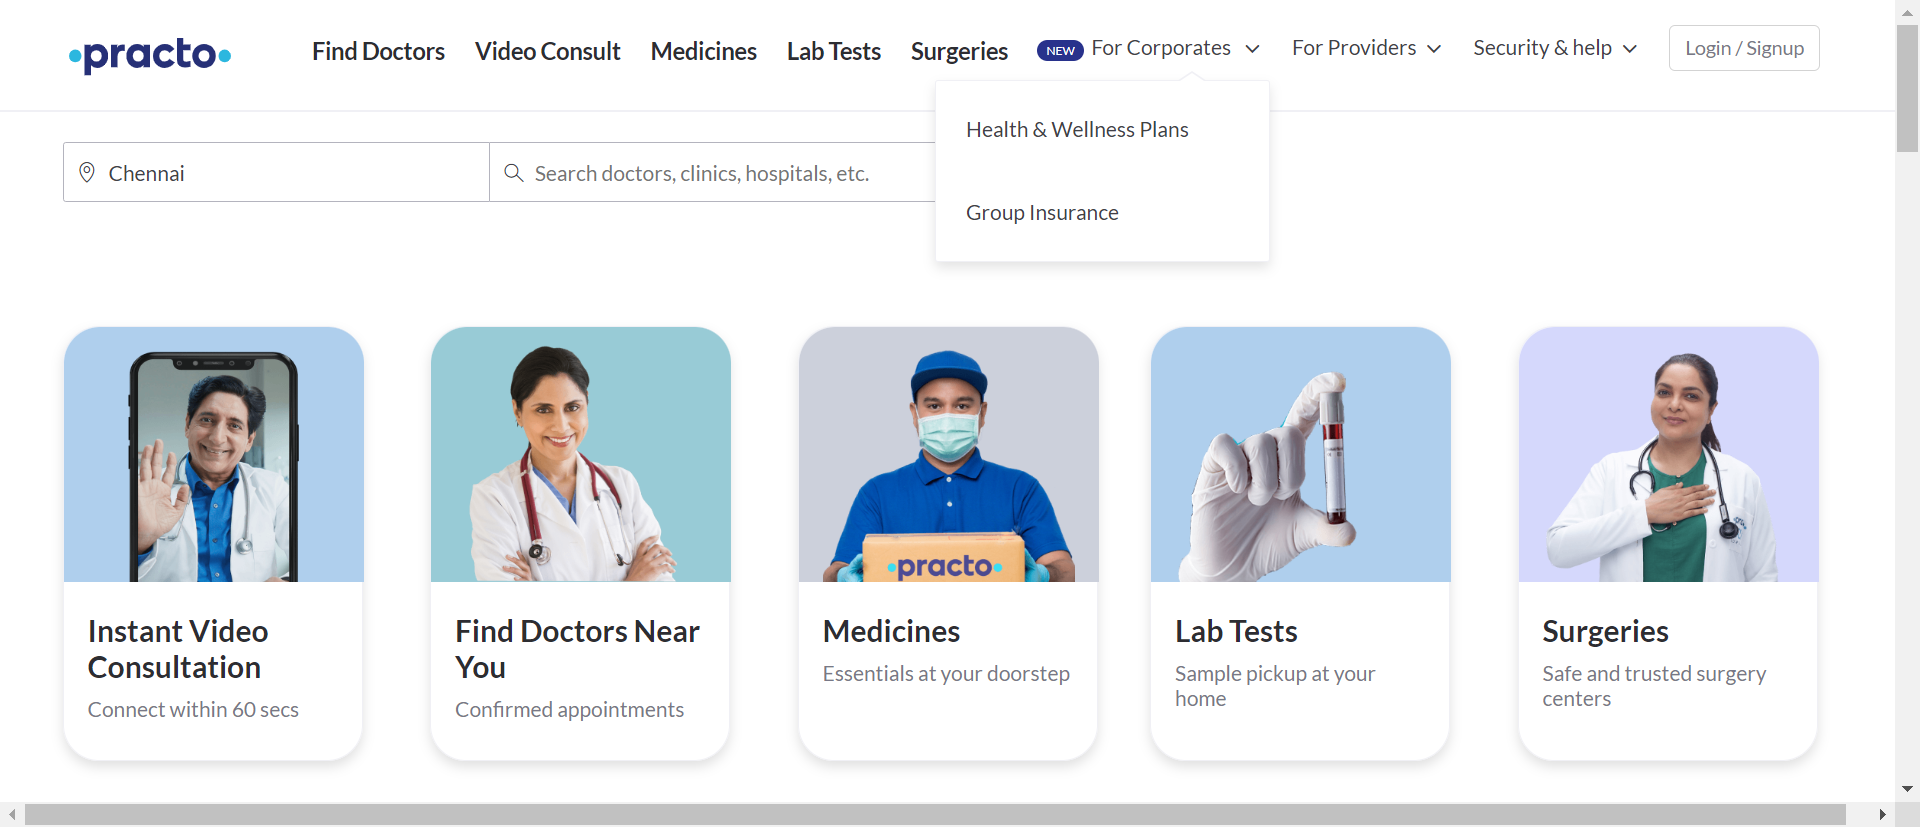 practo
Find Doctors
Video Consult
Medicines
Lab Tests
Surgeries
NEW
For Corporates
For Providers
Security & help
Login / Signup
Health & Wellness Plans
Group Insurance
Chennai
Search doctors, clinics, hospitals, etc.
practo
Instant Video
Consultation
Connect within 60 secs
Find Doctors Near
You
Confirmed appointments
Medicines
Essentials at your doorstep
Lab Tests
Sample pickup at your
home
Surgeries
Safe and trusted surgery
centers